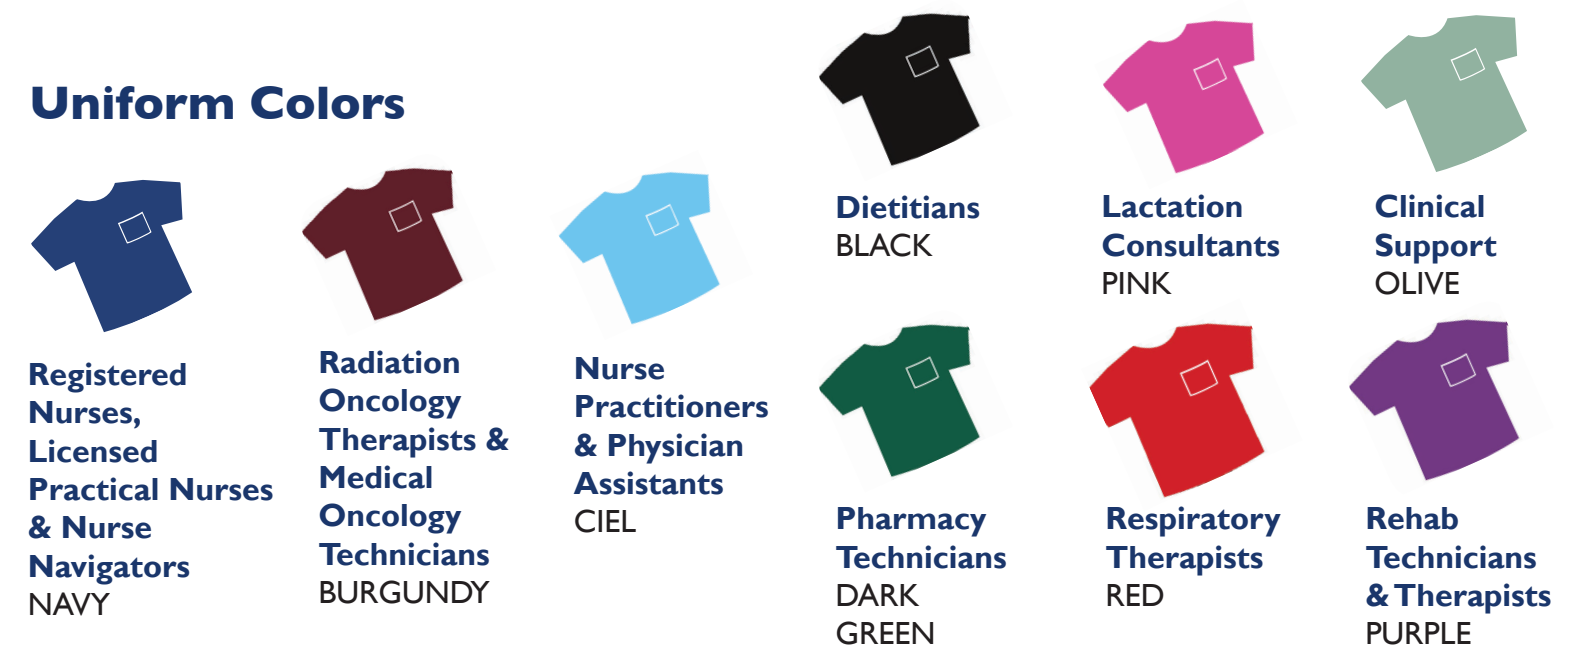 Uniform Colors
Registered
Nurses,
Licensed
Practical Nurses
& Nurse
Navigators
NAVY
Radiation
Oncology
Therapists &
Medical
Oncology
Technicians
BURGUNDY
Nurse
Practitioners
& Physician
Assistants
CIEL
Dietitians
BLACK
Lactation
Consultants
PINK
Clinical
Support
OLIVE
Pharmacy
Technicians
DARK
GREEN
Respiratory
Therapists
RED
Rehab
Technicians
& Therapists
PURPLE